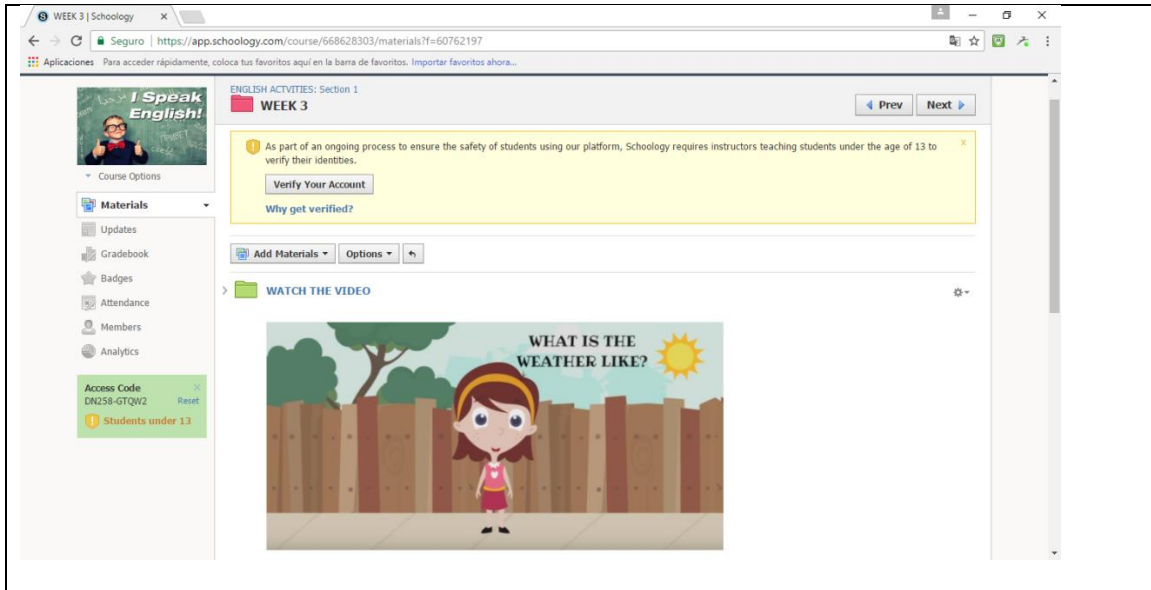 WEEK 3 | Schoology
Seguro | https://app.schoology.com/course/668628303/materials?f=60762197
Aplicaciones Para acceder rápidamente, coloca tus favoritos aquí en la barra de favoritos. Importar favoritos ahora...
I Speak
English!
Course Options
Materials
Updates
Gradebook
Badges
Attendance
Members
Analytics
Access Code
DN258-GTQW2 Reset
Students under 13
ENGLISH ACTVITIES: Section 1
WEEK 3
Prev Next
As part of an ongoing process to ensure the safety of students using our platform, Schoology requires instructors teaching students under the age of 13 to
verify their identities.
Verify Your Account
Why get verified?
Add Materials Options
WATCH THE VIDEO
WHAT IS THE
WEATHER LIKE?